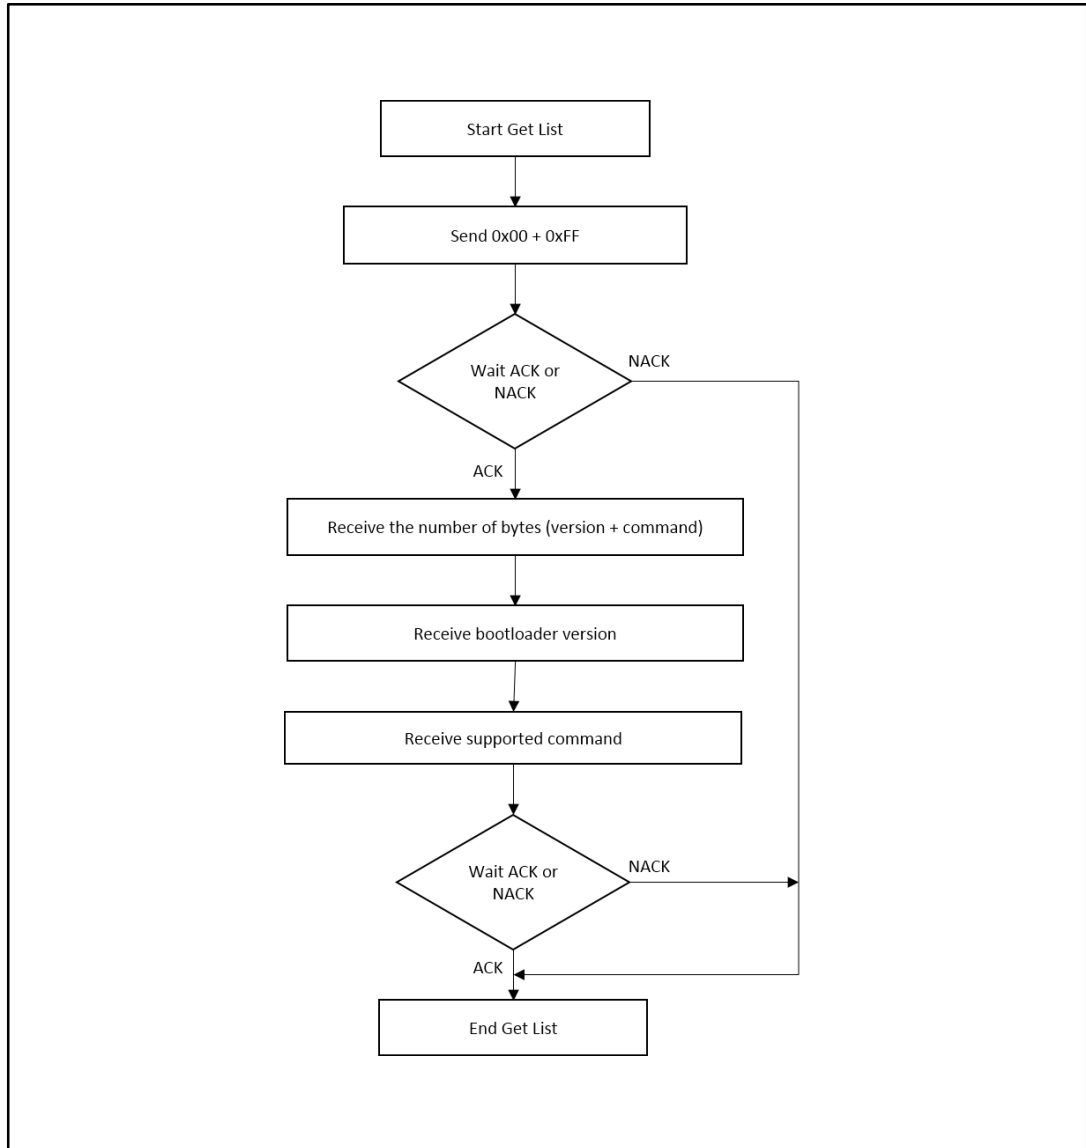 Start Get List
Send 0x00 + 0xFF
Wait ACK or
NACK
NACK
ACK
Receive the number of bytes (version + command)
Receive bootloader version
Receive supported command
Wait ACK or
NACK
NACK
ACK
End Get List